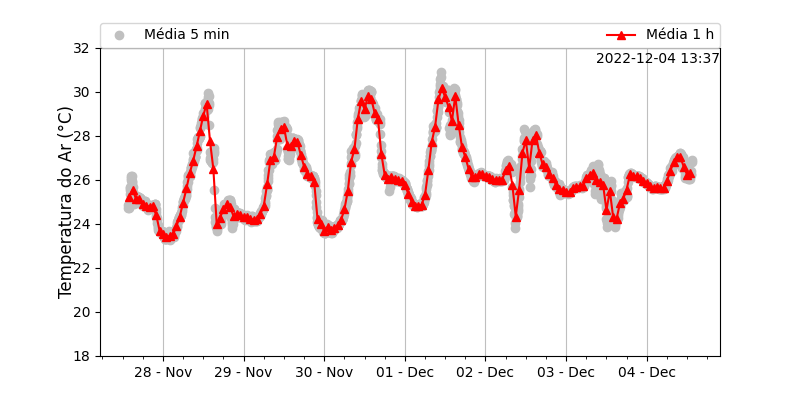 Média 5 min
Média 1 h
2022-12-04 13:37
Temperatura do Ar (°C)
32
30
28
26
24
22
20
18
28 - Nov
29 - Nov
30 - Nov
01 - Dec
02 - Dec
03 - Dec
04 - Dec